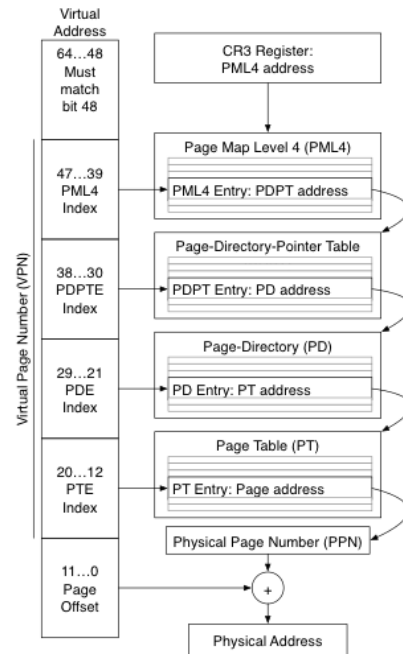 Virtual
Address
64...48
Must
match
bit 48
47...39
PML4
Index
38...30
PDPTE
Index
29...21
PDE
Index
20...12
PTE
Index
11...0
Page
Offset
Virtual Page Number (VPN)
CR3 Register:
PML4 address
Page Map Level 4 (PML4)
PML4 Entry: PDPT address
Page-Directory-Pointer Table
PDPT Entry: PD address
Page-Directory (PD)
PD Entry: PT address
Page Table (PT)
PT Entry: Page address
Physical Page Number (PPN)
+
Physical Address